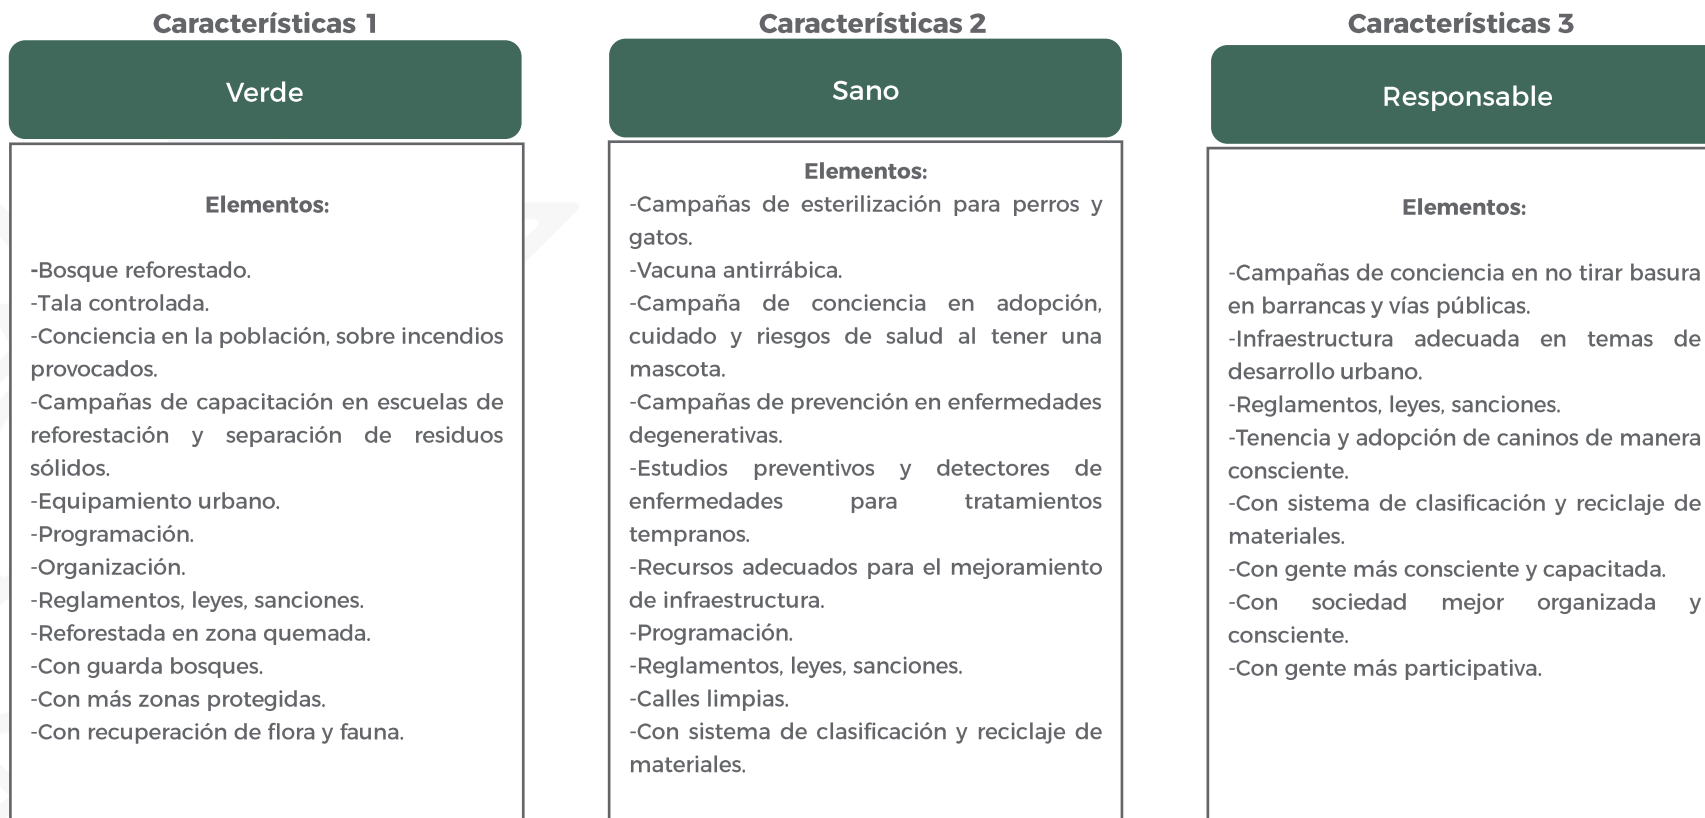 Características 1
Verde
Elementos:
-Bosque reforestado.
-Tala controlada.
-Conciencia en la población, sobre incendios
provocados.
-Campañas de capacitación en escuelas de
reforestación y separación de residuos
sólidos.
-Equipamiento urbano.
-Programación.
-Organización.
-Reglamentos, leyes, sanciones.
-Reforestada en zona quemada.
-Con guarda bosques.
-Con más zonas protegidas.
-Con recuperación de flora y fauna.
Características 2
Sano
Elementos:
-Campañas de esterilización para perros y
gatos.
-Vacuna antirrábica.
-Campaña de conciencia en adopción,
cuidado y riesgos de salud al tener una
mascota.
-Campañas de prevención en enfermedades
degenerativas.
-Estudios preventivos y detectores de
enfermedades para tratamientos
tempranos.
-Recursos adecuados para el mejoramiento
de infraestructura.
-Programación.
-Reglamentos, leyes, sanciones.
-Calles limpias.
-Con sistema de clasificación y reciclaje de
materiales.
Características 3
Responsable
Elementos:
-Campañas de conciencia en no tirar basura
en barrancas y vías públicas.
-Infraestructura adecuada en temas de
desarrollo urbano.
-Reglamentos, leyes, sanciones.
-Tenencia y adopción de caninos de manera
consciente.
-Con sistema de clasificación y reciclaje de
materiales.
-Con gente más consciente y capacitada.
-Con sociedad mejor organizada y
consciente.
-Con gente más participativa.